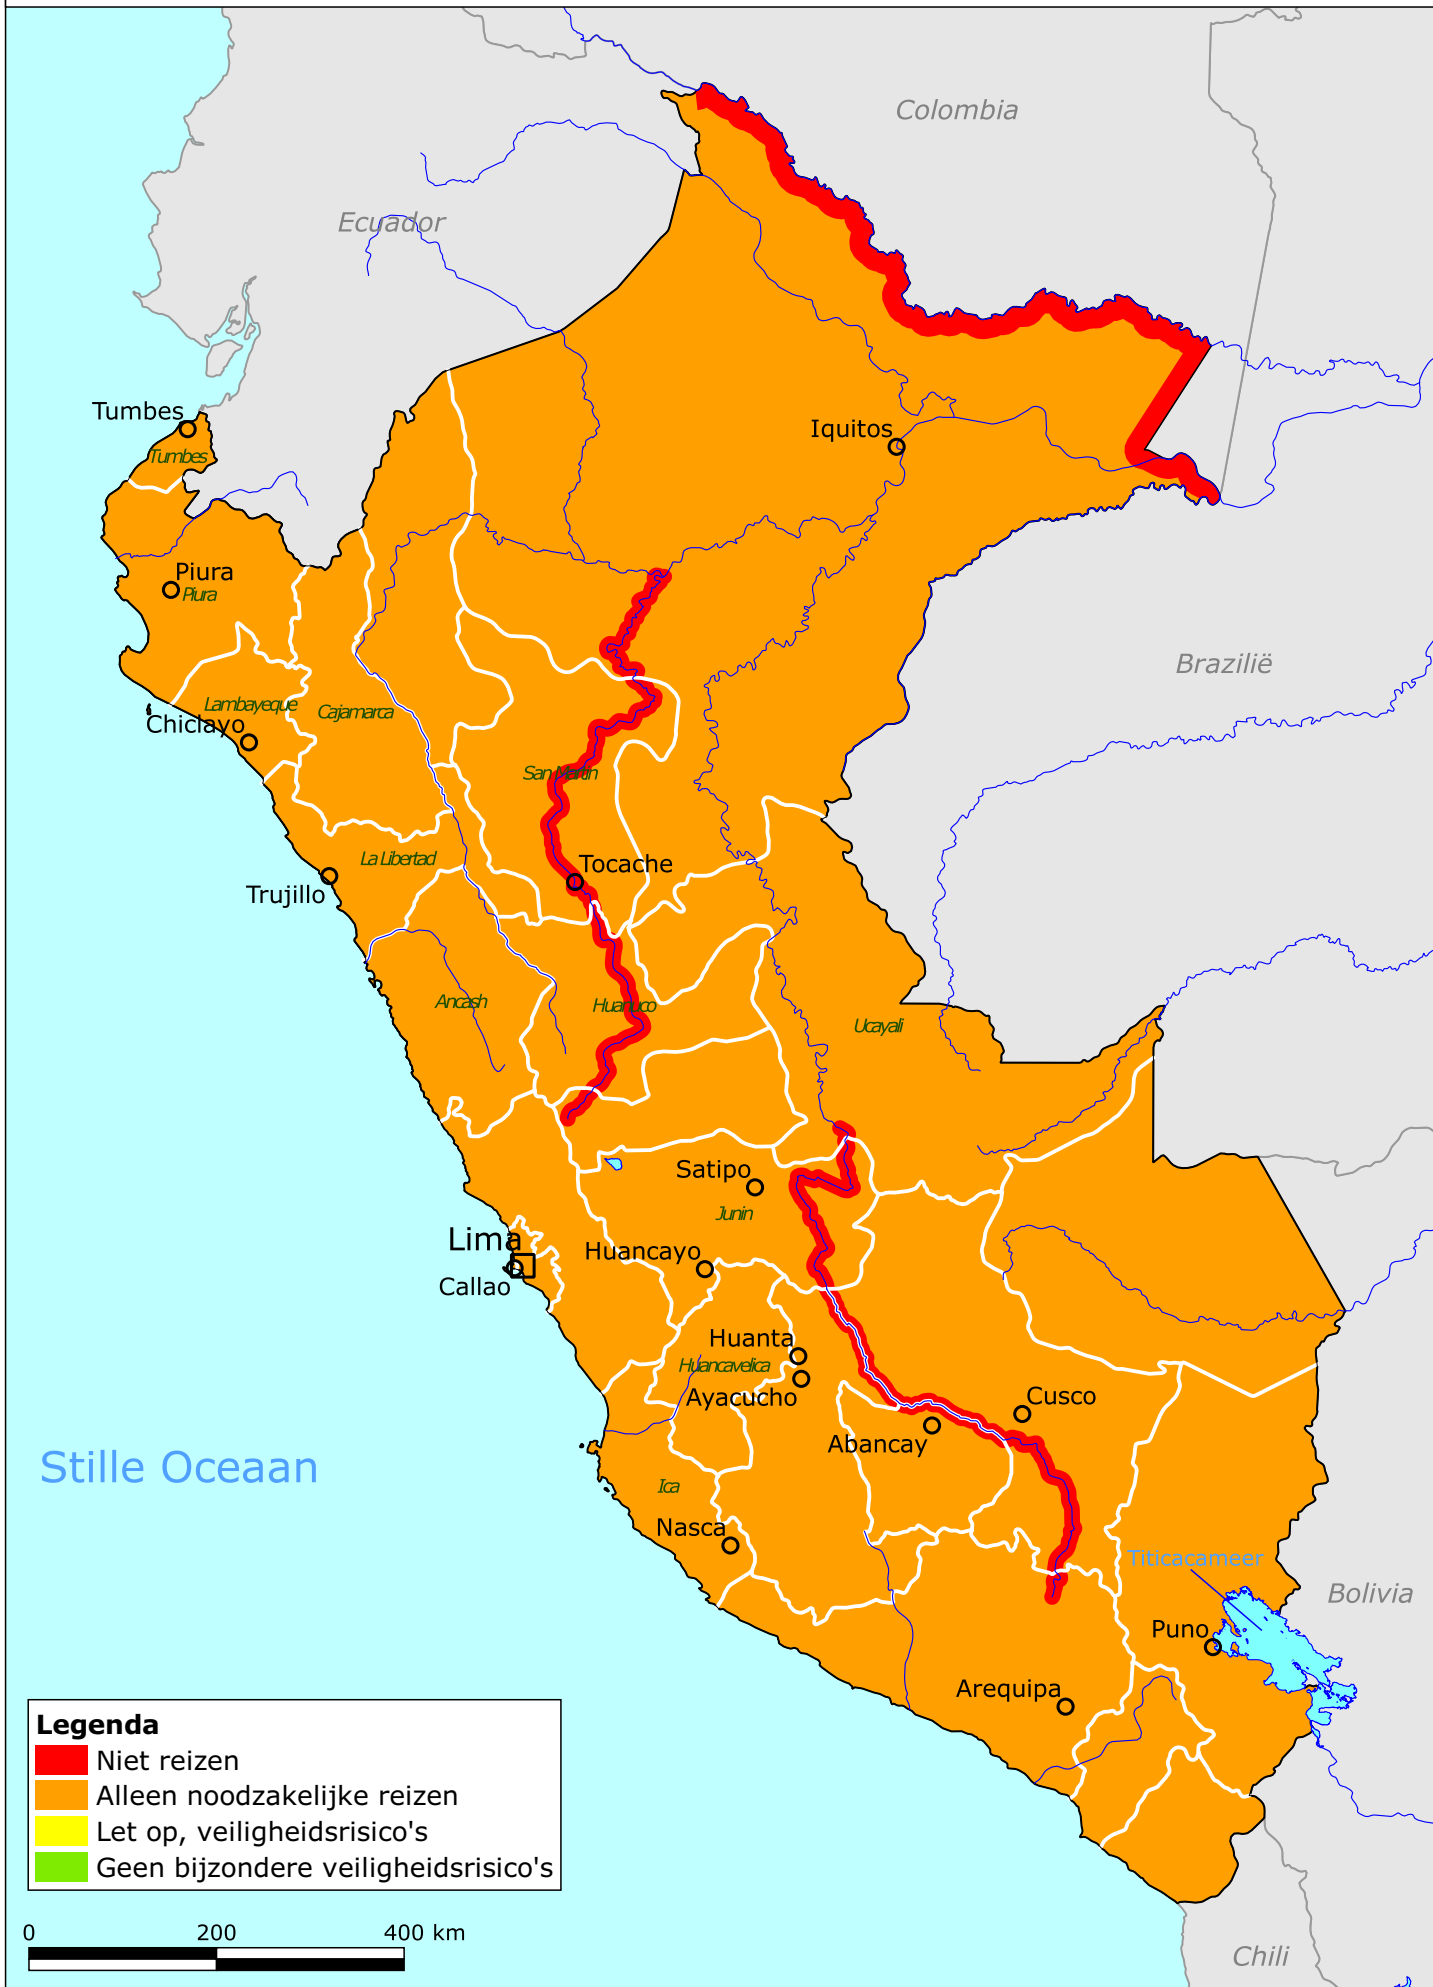 Colombia
Ecuador
Tumbes
Tumbes
Iquitos
Piura
Piura
Brazilië
Lambayeque
Cajamarca
Chiclayo
San Martin
La Libertad
Tocache
Trujillo
Ancash
Huanuco
Ucayali
Satipo
Junin
Lima
Huancayo
Callao
Huanta
Huancavelica
Ayacucho
Cusco
Abancay
Stille Oceaan
Ica
Nasca
Titicacameer
Bolivia
Puno
Arequipa
Legenda
Niet reizen
Alleen noodzakelijke reizen
Let op, veiligheidsrisico's
Geen bijzondere veiligheidsrisico's
0 200 400 km
Chili